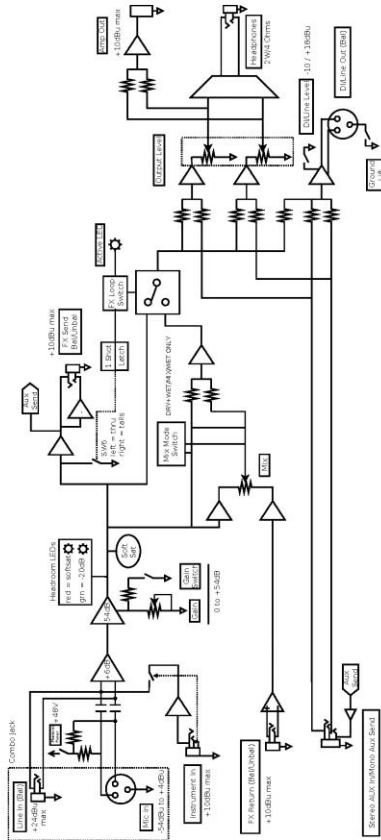 Amp Out
+10dBu max
Headphones
2W/4 Ohms
Output Level
DI/Line Level -10 / +18dBu
DI/Line Out (Bal)
Ground
Lift
Active LED
FX Loop
Switch
1 Shot
Latch
+10dBu max
FX Send
Bal/Unbal
Aux
Send
SW6
left = thru
right = tails
DRY+WET(MIX)/WET ONLY
Mix Mode
Switch
Mix
Headroom LEDs
red = softsat
grn = -20dB
Soft
Sat
-54dB
+6dB
Gain
Switch
Gain
0 to +54dB
Combo Jack
Line In (Bal)
+24dBu
max
+48V
Mic In
-54dBu to +4dBu
Instrument In
+10dBu max
FX Return (Bal/Unbal)
+10dBu max
Aux
Send
Stereo AUX In/Mono Aux Send